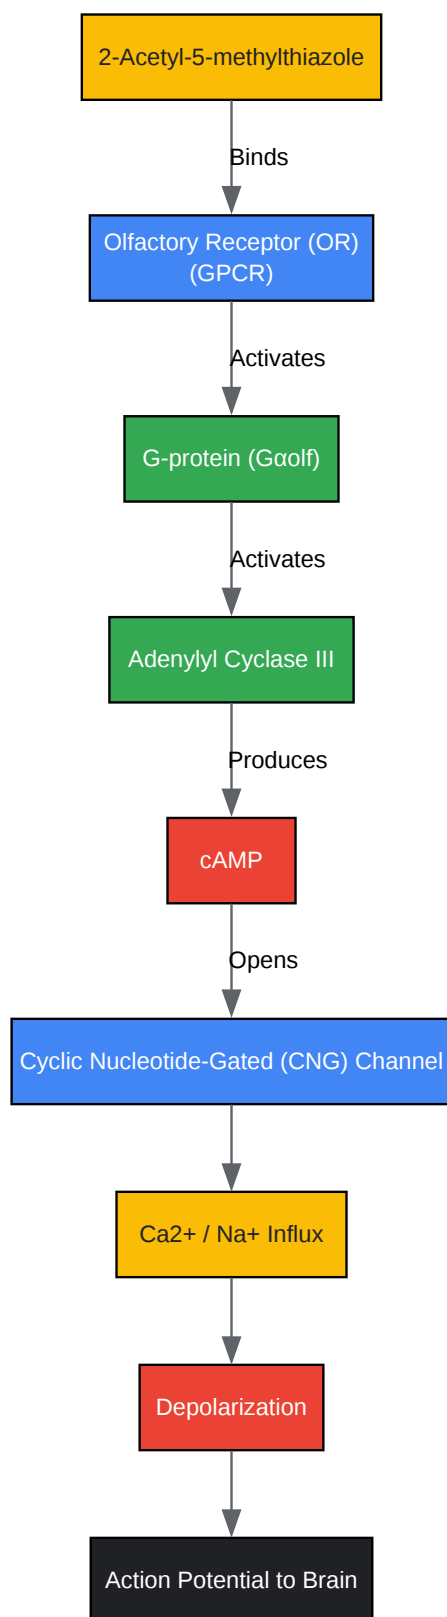 2-Acetyl-5-methylthiazole
Binds
Olfactory Receptor (OR)
(GPCR)
Activates
G-protein (Gαolf)
Activates
Adenylyl Cyclase III
Produces
cAMP
Opens
Cyclic Nucleotide-Gated (CNG) Channel
Ca2+ / Na+ Influx
Depolarization
Action Potential to Brain